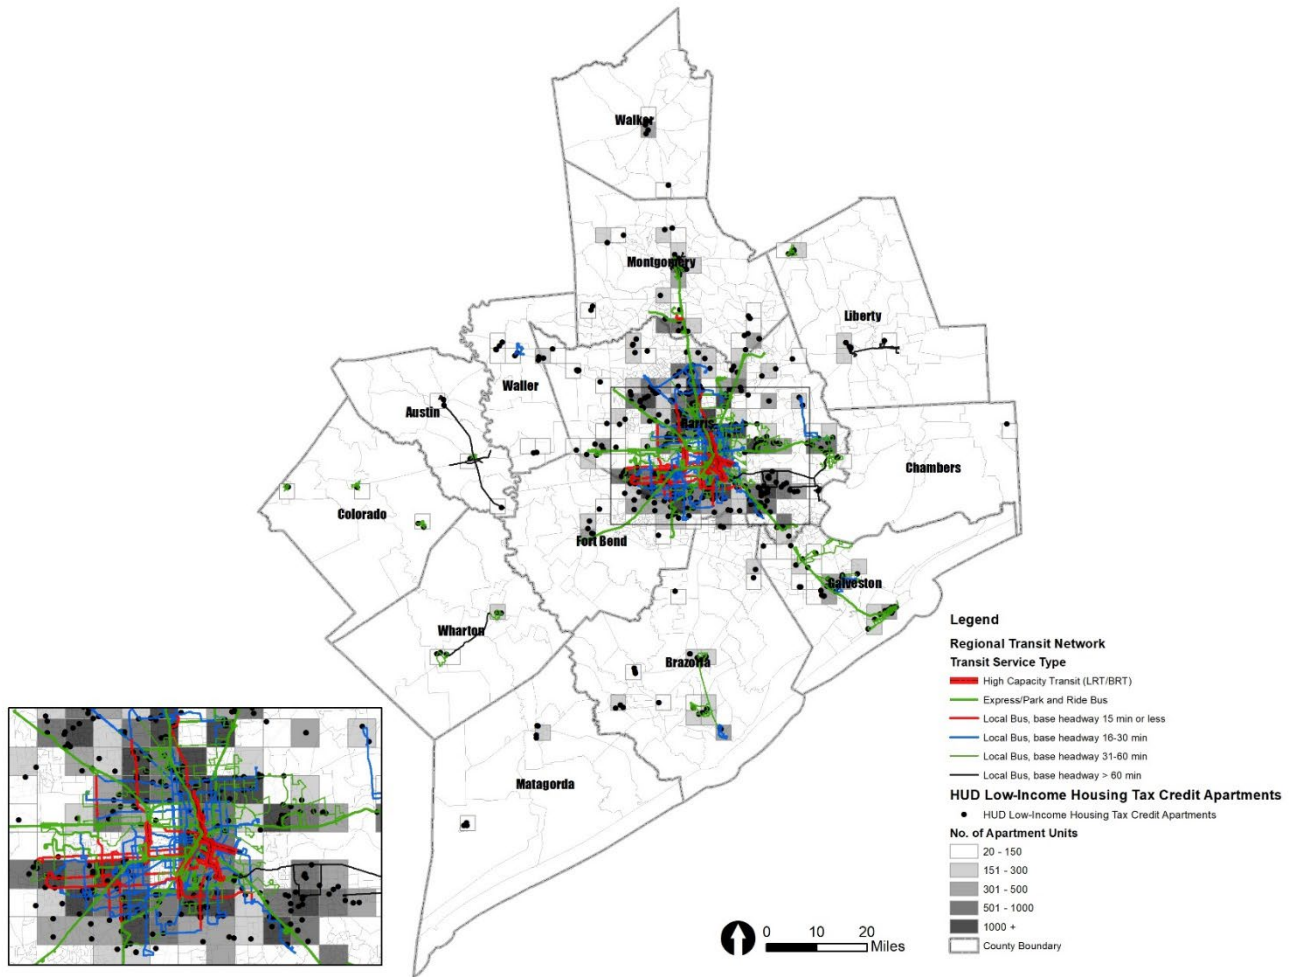 Walker
Montgomery
Liberty
Waller
Austin
Harris
Chambers
Colorado
Fort Bend
Galveston
Wharton
Brazoria
Matagorda
Legend
Regional Transit Network
Transit Service Type
High Capacity Transit (LRT/BRT)
Express/Park and Ride Bus
Local Bus, base headway 15 min or less
Local Bus, base headway 16-30 min
Local Bus, base headway 31-60 min
Local Bus, base headway > 60 min
HUD Low-Income Housing Tax Credit Apartments
HUD Low-Income Housing Tax Credit Apartments
No. of Apartment Units
20 - 150
151 - 300
301 - 500
501 - 1000
1000 +
County Boundary
0 10 20
Miles